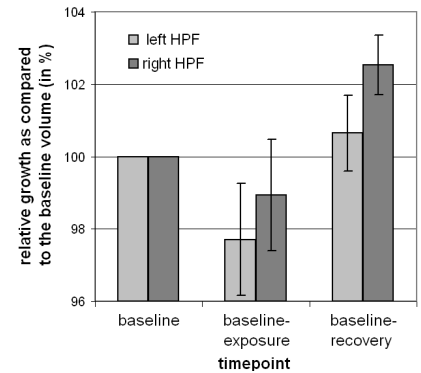 relative growth as compared
to the baseline volume (in %)
104
102
100
98
96
left HPF
right HPF
baseline
baseline-
exposure
baseline-
recovery
timepoint